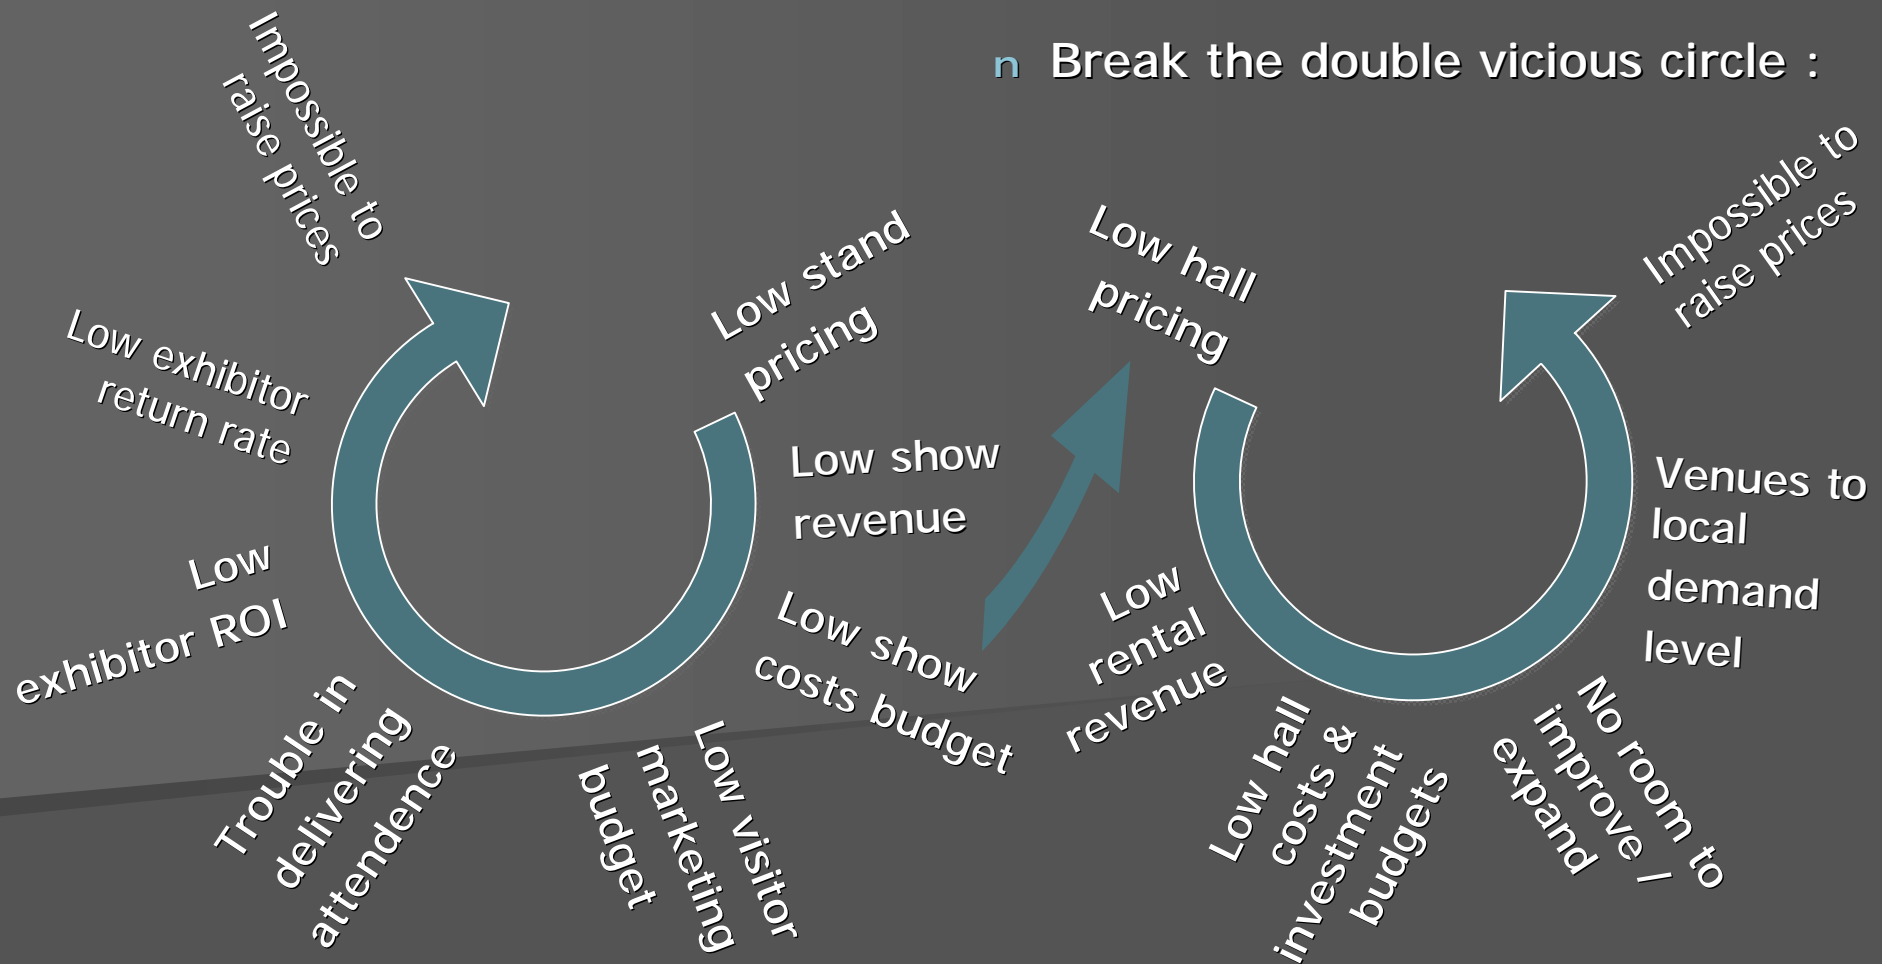 n Break the double vicious circle :
Low stand
pricing
Low show
revenue
Low show
costs budget
Low visitor
marketing
budget
Trouble in
delivering
attendence
Low
exhibitor ROI
Low exhibitor
return rate
Impossible to
raise prices
Low hall
pricing
Low
rental
revenue
Low hall
costs &
investment
budgets
No room to
improve /
expand
Venues to
local
demand
level
Impossible to
raise prices